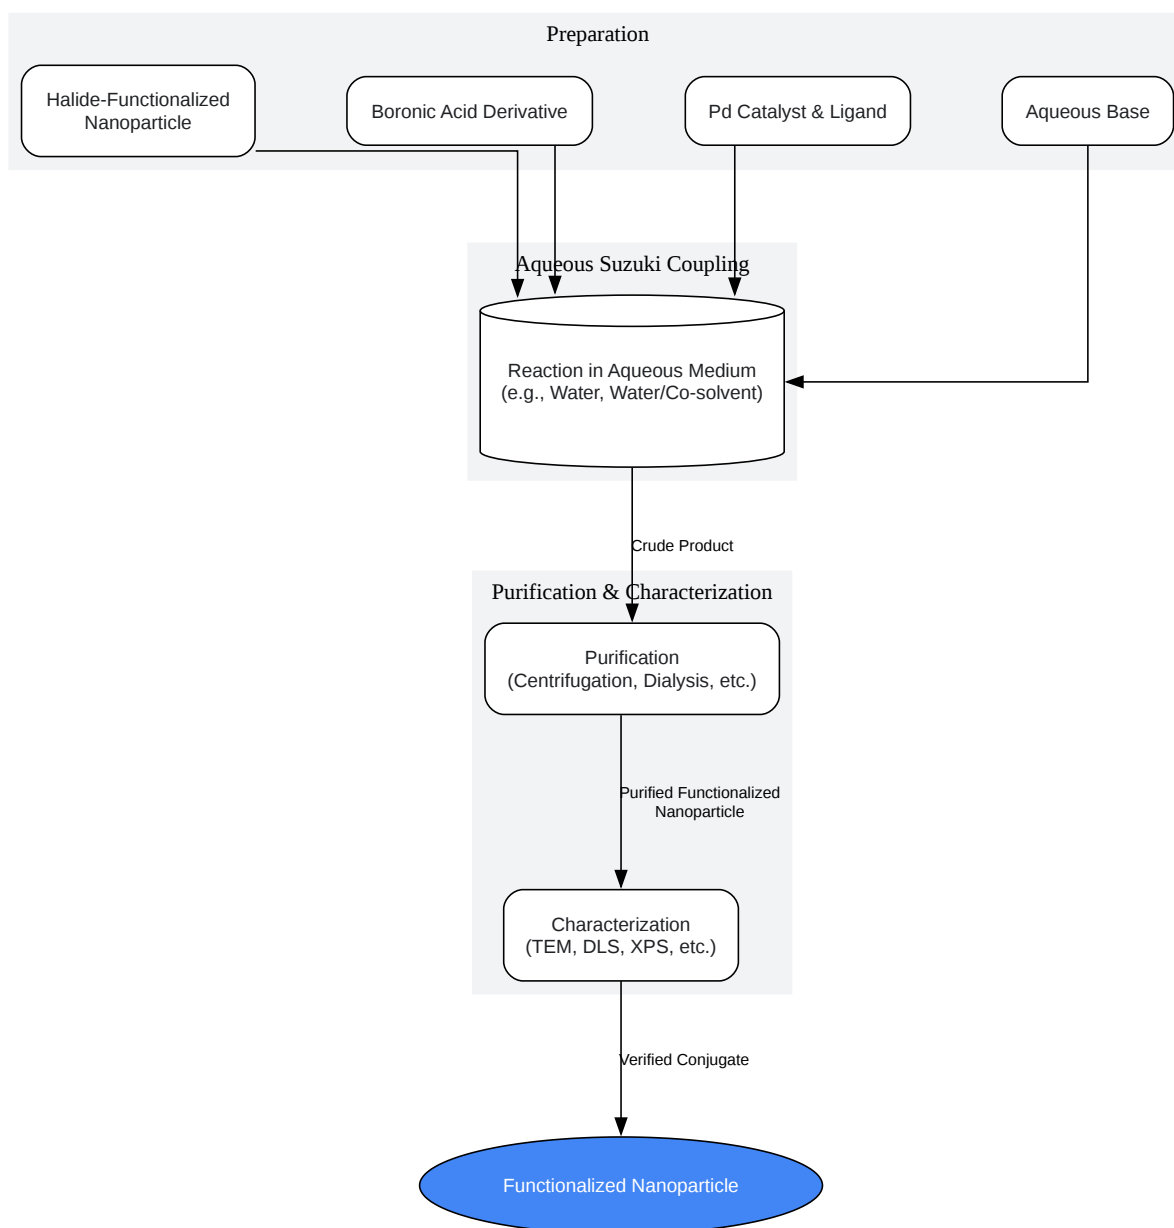 Preparation
Halide-Functionalized
Nanoparticle
Boronic Acid Derivative
Pd Catalyst & Ligand
Aqueous Base
Aqueous Suzuki Coupling
Reaction in Aqueous Medium
(e.g., Water, Water/Co-solvent)
Crude Product
Purification & Characterization
Purification
(Centrifugation, Dialysis, etc.)
Purified Functionalized
Nanoparticle
Characterization
(TEM, DLS, XPS, etc.)
Verified Conjugate
Functionalized Nanoparticle